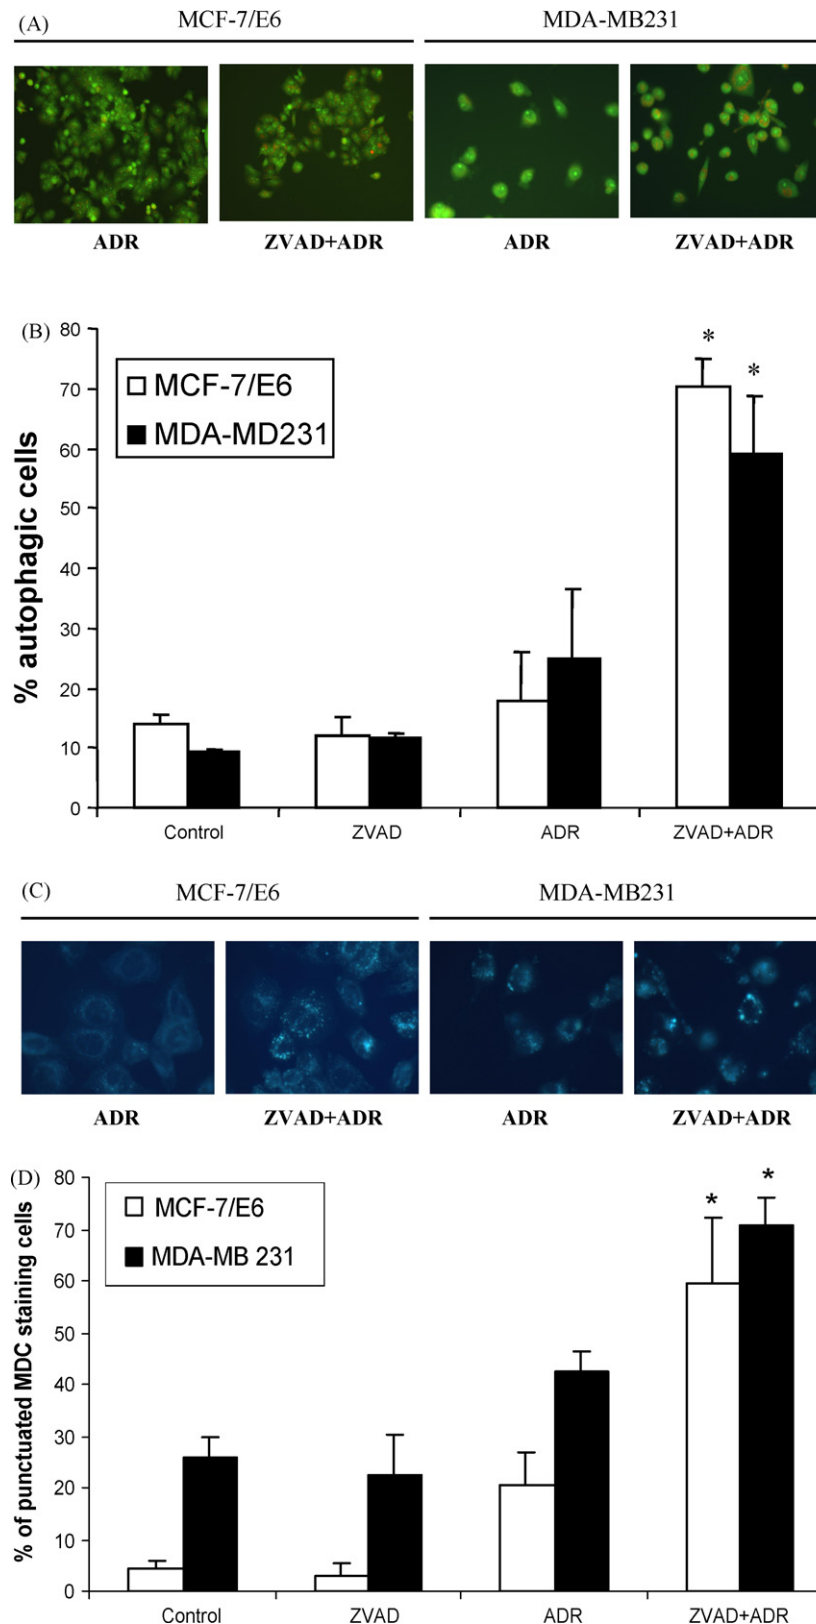 (A) MCF-7/E6 MDA-MB231
ADR ZVAD+ADR ADR ZVAD+ADR
(B)
80
70
60
50
40
30
20
10
0
% autophagic cells
MCF-7/E6
MDA-MD231
* *
Control ZVAD ADR ZVAD+ADR
(C) MCF-7/E6 MDA-MB231
ADR ZVAD+ADR ADR ZVAD+ADR
(D)
80
70
60
50
40
30
20
10
0
% of punctuated MDC staining cells
MCF-7/E6
MDA-MB 231
* *
Control ZVAD ADR ZVAD+ADR